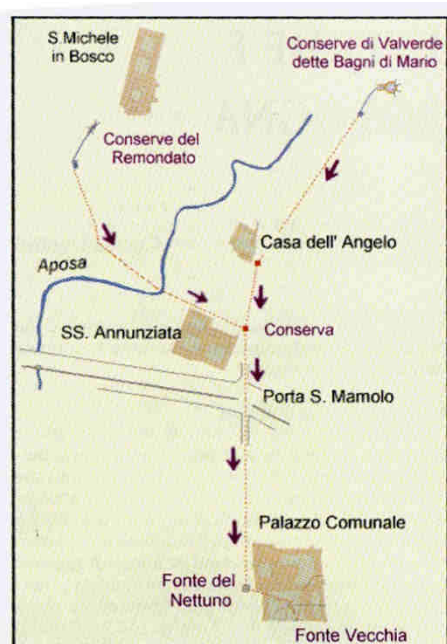 S.Michele
in Bosco
Conserve di Valverde
dette Bagni di Mario
Conserve del
Remondato
Casa dell' Angelo
Aposa
SS. Annunziata
Conserva
Porta S. Mamolo
Palazzo Comunale
Fonte del
Nettuno
Fonte Vecchia